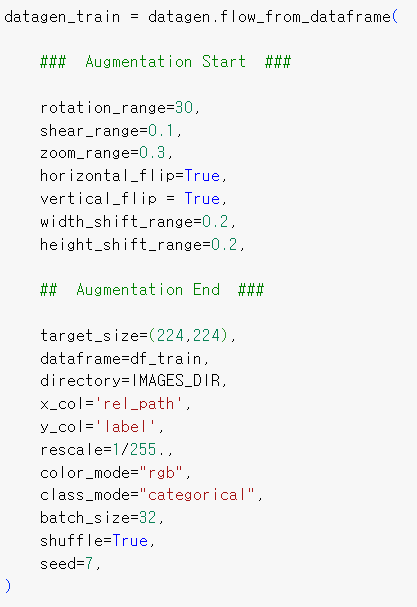 datagen_train = datagen.flow_from_dataframe(
###  Augmentation Start  ###
rotation_range=30,
shear_range=0.1,
zoom_range=0.3,
horizontal_flip=True,
vertical_flip = True,
width_shift_range=0.2,
height_shift_range=0.2,
##  Augmentation End  ###
target_size=(224,224),
dataframe=df_train,
directory=IMAGES_DIR,
x_col='rel_path',
y_col='label',
rescale=1/255.,
color_mode="rgb",
class_mode="categorical",
batch_size=32,
shuffle=True,
seed=7,
)